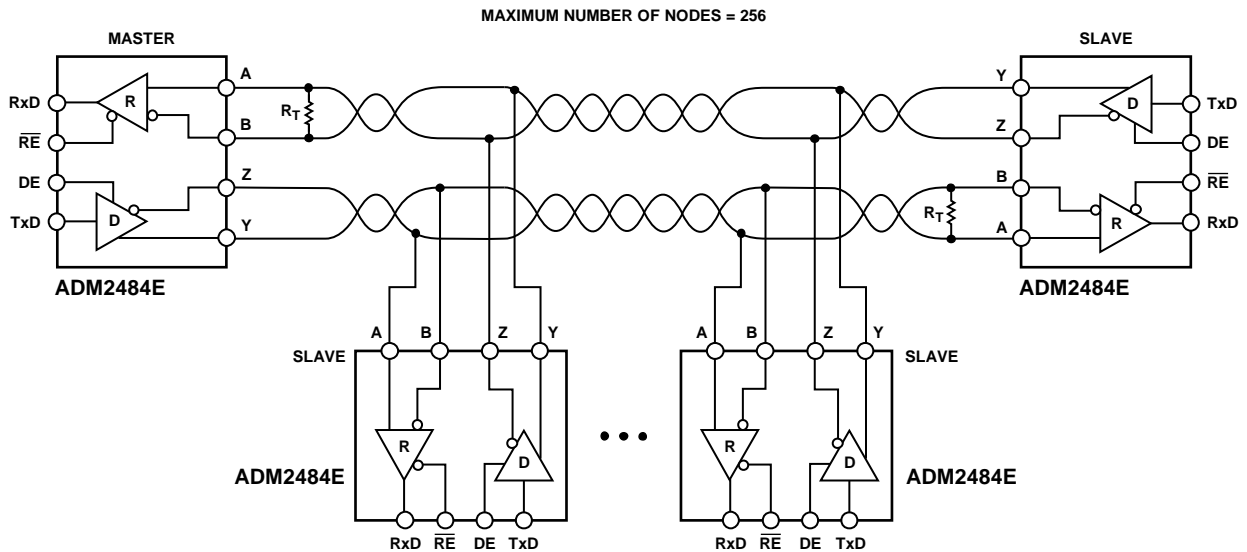 MAXIMUM NUMBER OF NODES = 256
MASTER
SLAVE
A
Y
RxD
R
RT
D
TxD
B
Z
RE
DE
DE
Z
B
RE
TxD
D
Y
RT
A
R
RxD
ADM2484E
ADM2484E
A B Z Y
A B Z Y
SLAVE
SLAVE
R
D
R
D
ADM2484E
ADM2484E
RxD RE DE TxD
RxD RE DE TxD